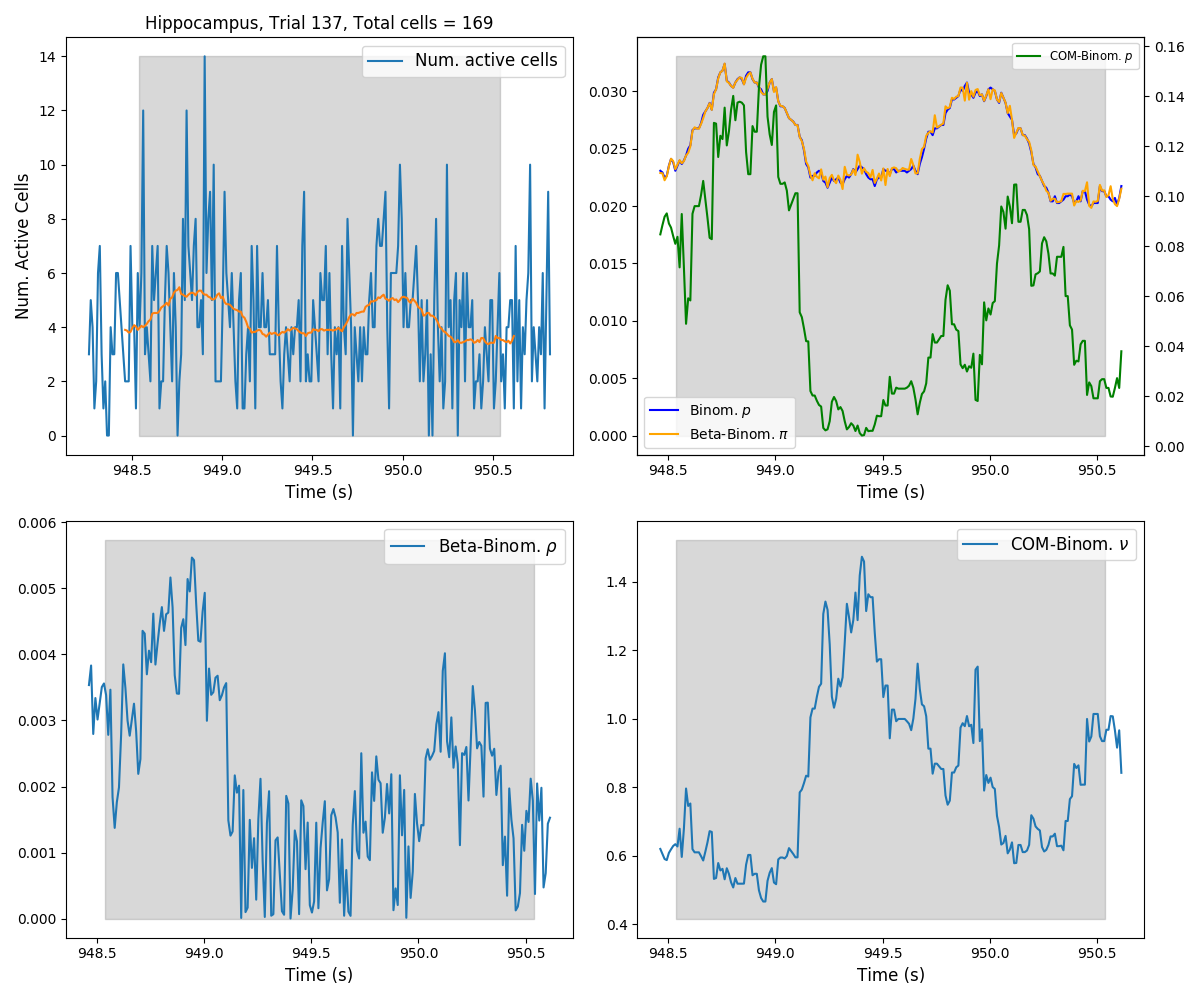 Hippocampus, Trial 137, Total cells = 169
Num. active cells
Num. Active Cells
14
12
10
8
6
4
2
0
948.5 949.0 949.5 950.0 950.5
Time (s)
COM-Binom. p
Binom. p
Beta-Binom. π
0.030
0.025
0.020
0.015
0.010
0.005
0.000
0.16
0.14
0.12
0.10
0.08
0.06
0.04
0.02
0.00
948.5 949.0 949.5 950.0 950.5
Time (s)
Beta-Binom. ρ
0.006
0.005
0.004
0.003
0.002
0.001
0.000
948.5 949.0 949.5 950.0 950.5
Time (s)
COM-Binom. ν
1.4
1.2
1.0
0.8
0.6
0.4
948.5 949.0 949.5 950.0 950.5
Time (s)